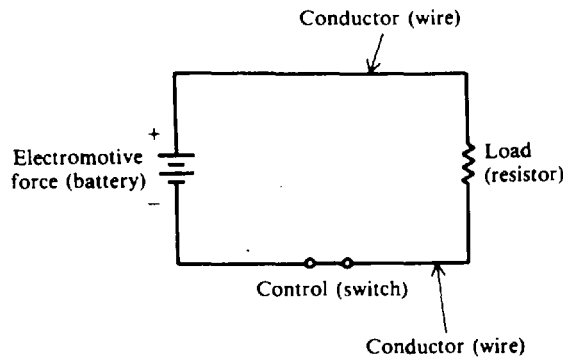 Conductor (wire)
+
Electromotive
force (battery)
−
Load
(resistor)
Control (switch)
Conductor (wire)